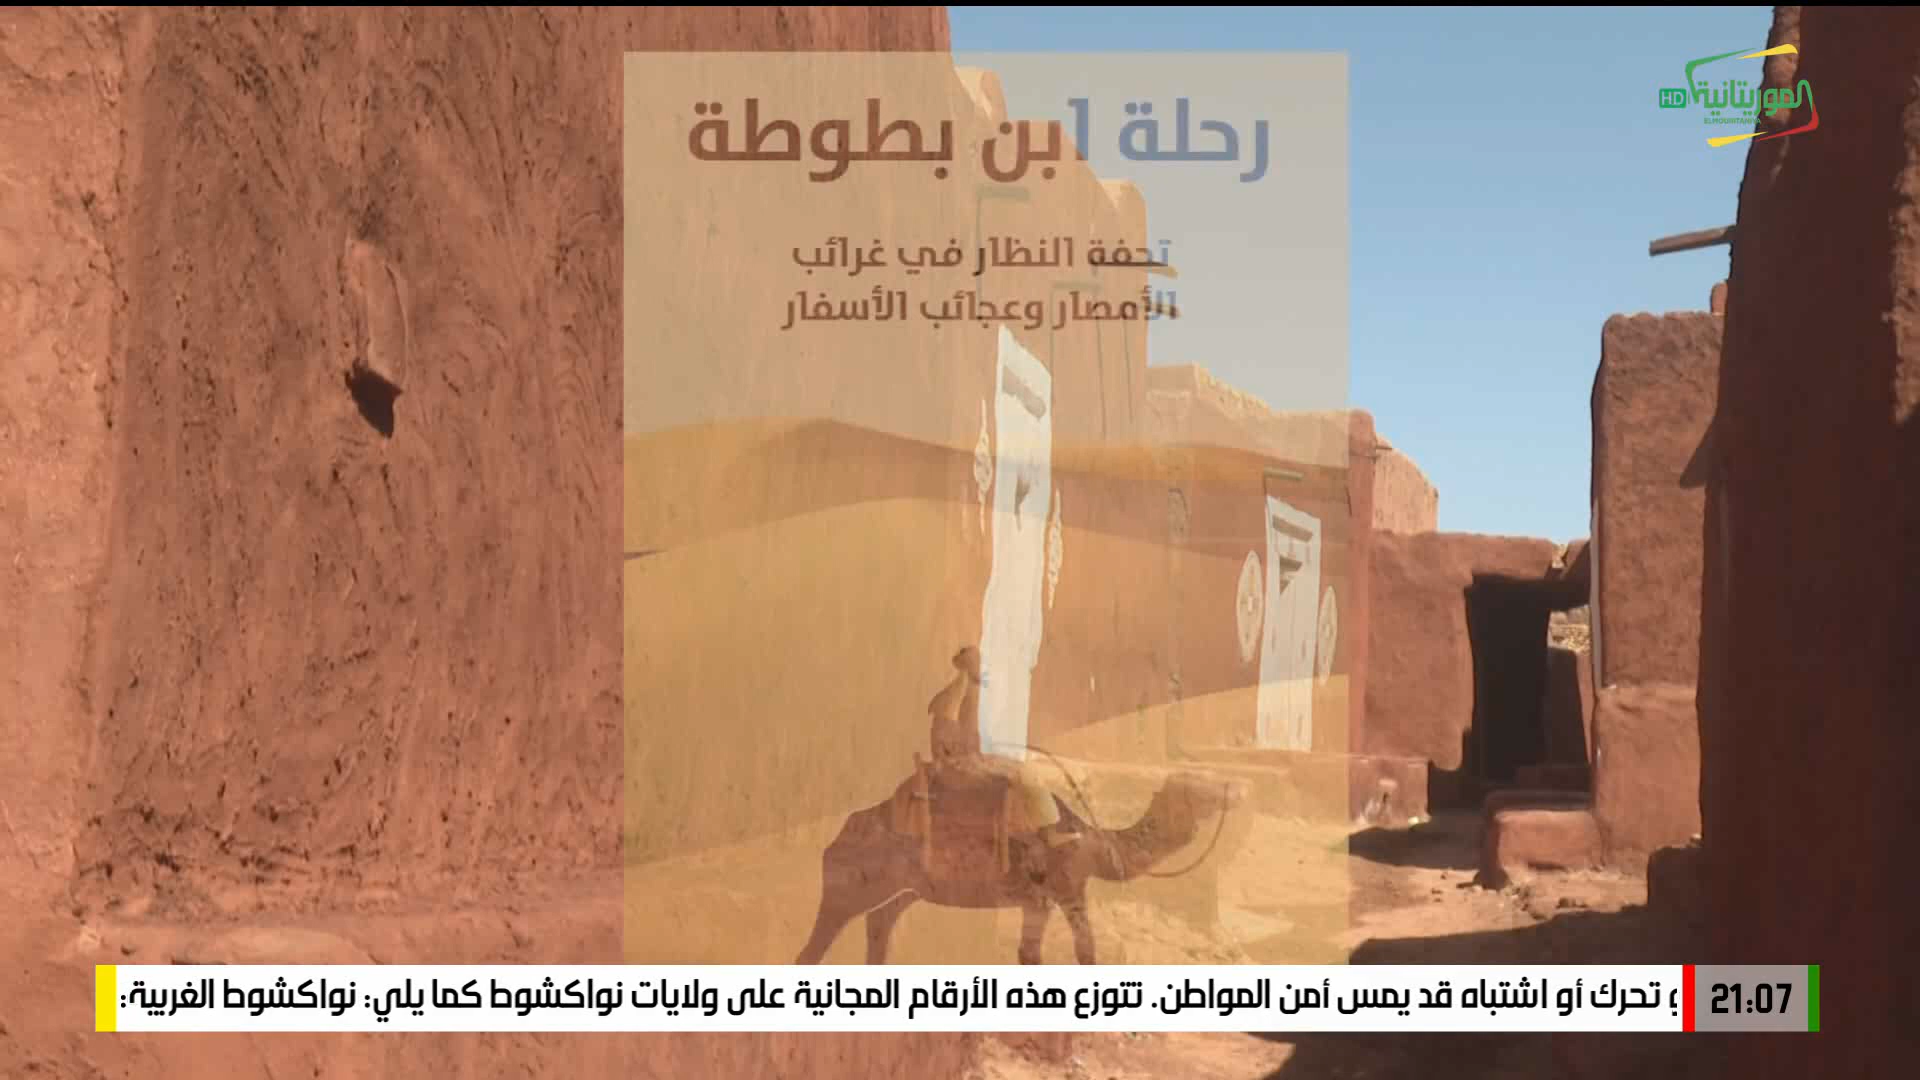 الموريتانية
HD
ELMOURITANIYA
رحلة ابن بطوطة
تحفة النظار في غرائب
الأمصار وعجائب الأسفار
تحرك أو اشتباه قد يمس أمن المواطن. تتوزع هذه الأرقام المجانية على ولايات نواكشوط كما يلي: نواكشوط الغربية:
21:07